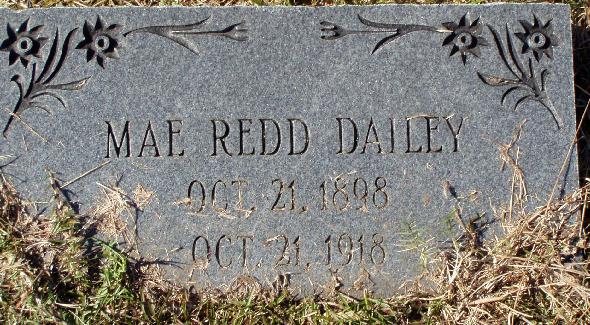 MAE REDD DAILEY
OCT. 21, 1898
OCT. 21, 1918